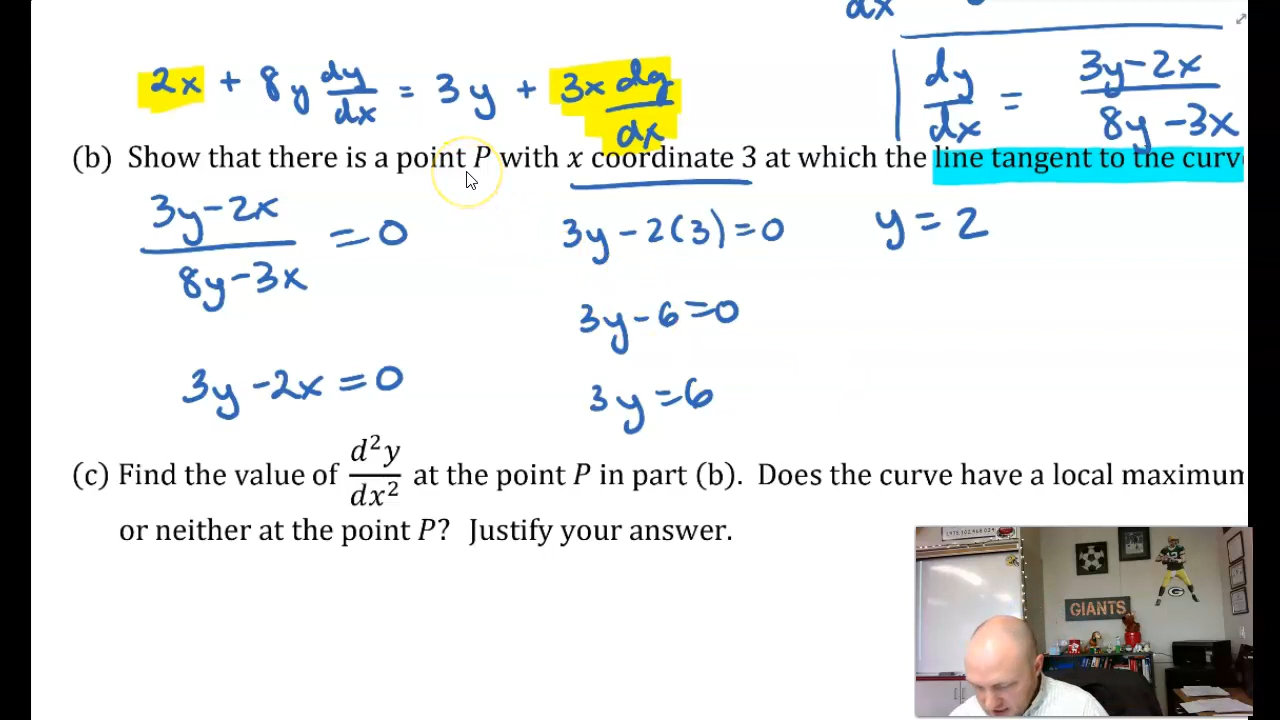 dx
2x + 8y dy/dx = 3y + 3x dy/dx
dy/dx = 3y-2x/8y-3x
(b) Show that there is a point P with x coordinate 3 at which the line tangent to the curv
3y-2x/8y-3x = 0
3y-2x=0
3y-2(3)=0
3y-6=0
3y=6
y=2
(c) Find the value of d²y/dx² at the point P in part (b). Does the curve have a local maximum
or neither at the point P? Justify your answer.
GIANTS
G